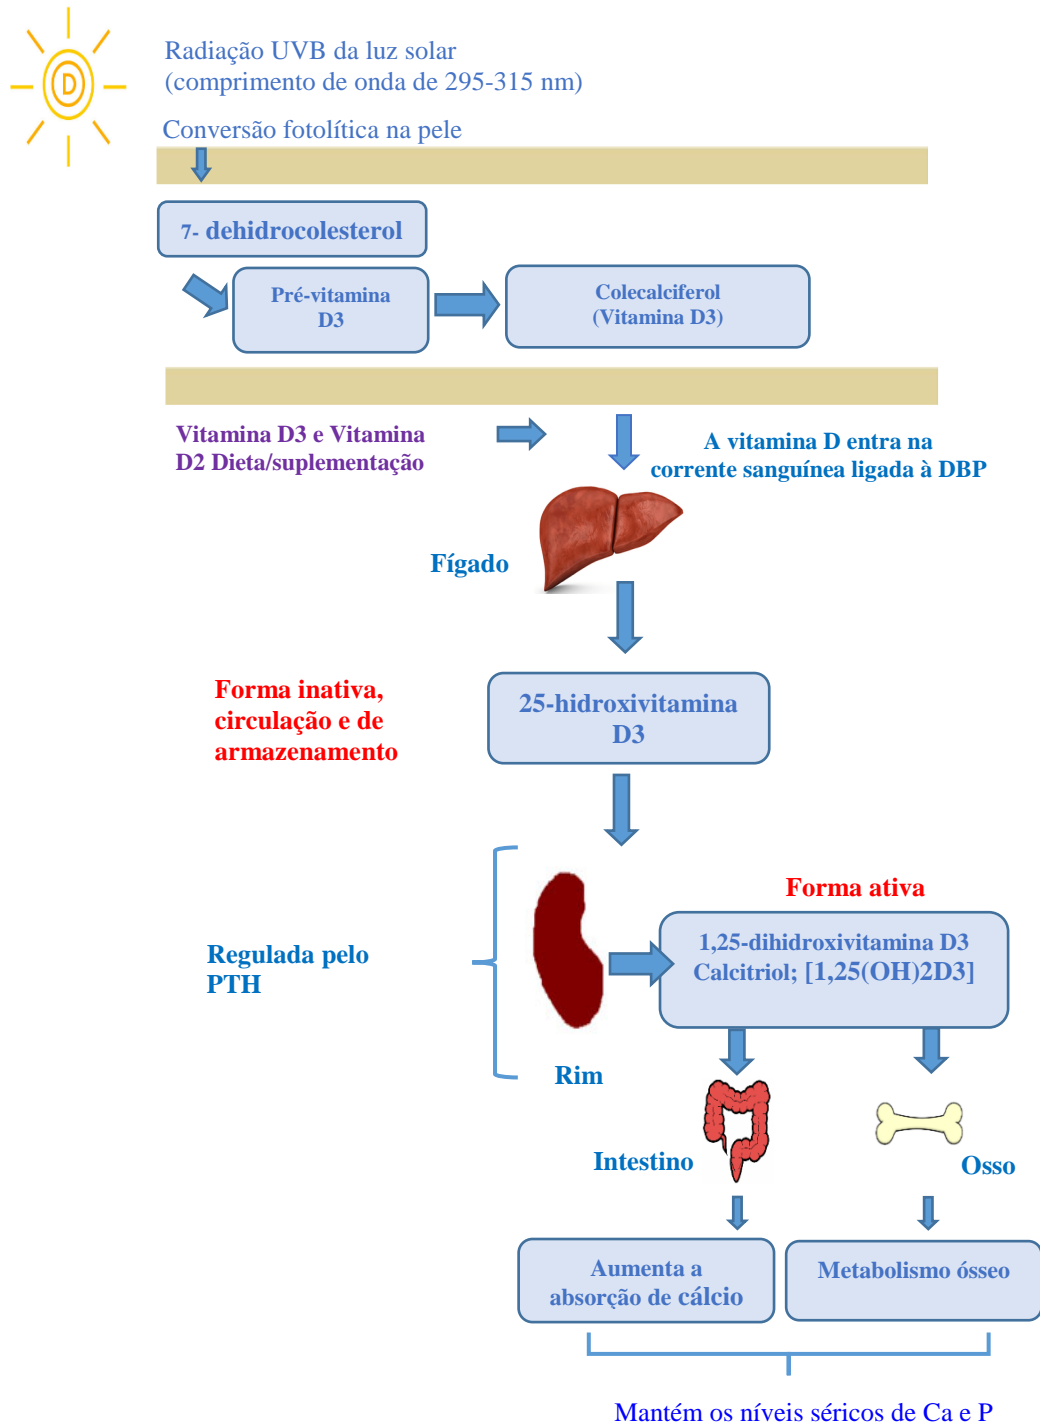 D
Radiação UVB da luz solar
(comprimento de onda de 295-315 nm)
Conversão fotolítica na pele
7- dehidrocolesterol
Pré-vitamina
D3
Colecalciferol
(Vitamina D3)
Vitamina D3 e Vitamina
D2 Dieta/suplementação
A vitamina D entra na
corrente sanguínea ligada à DBP
Fígado
Forma inativa,
circulação e de
armazenamento
25-hidroxivitamina
D3
Forma ativa
Regulada pelo
PTH
1,25-dihidroxivitamina D3
Calcitriol; [1,25(OH)2D3]
Rim
Intestino
Osso
Aumenta a
absorção de cálcio
Metabolismo ósseo
Mantém os níveis séricos de Ca e P